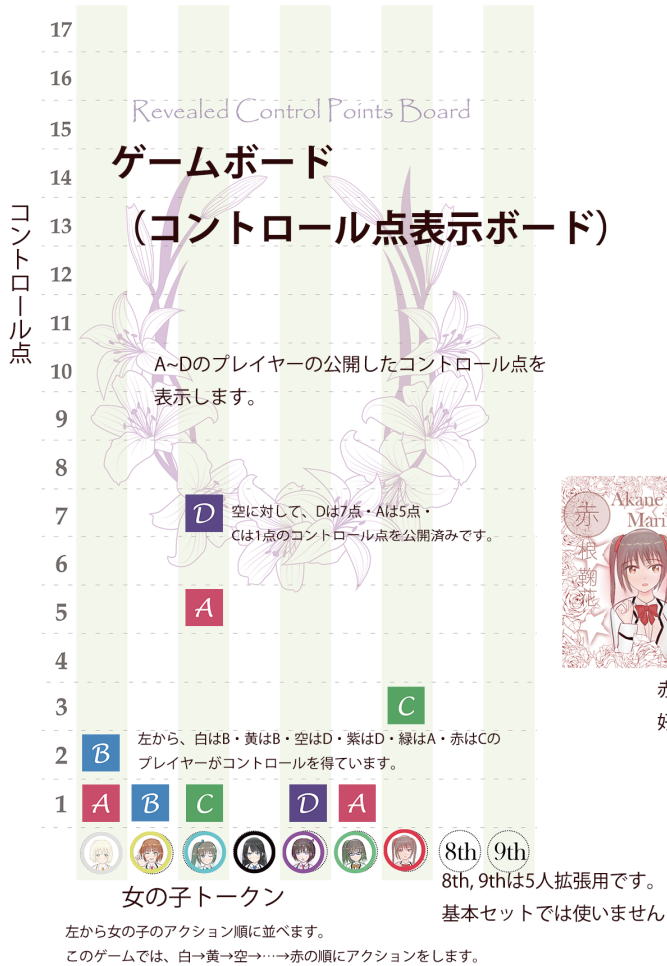 17
16
Revealed Control Points Board
15
ゲームボード
14
(コントロール点表示ボード)
13
コントロール点
12
11
A~Dのプレイヤーの公開したコントロール点を
10
表示します。
9
8
D 空に対して、Dは7点・Aは5点・
7
Cは1点のコントロール点を公開済みです。
6
A
5
4
C
3
左から、白はB・黄はB・空はD・紫はD・緑はA・赤はCの
B
2
プレイヤーがコントロールを得ています。
1 A B C D A
8th 9th
女の子トークン
8th, 9thは5人拡張用です。
基本セットでは使いません
左から女の子のアクション順に並べます。
このゲームでは、白→黄→空→…→赤の順にアクションをします。
赤
根
鞠
花
Akane